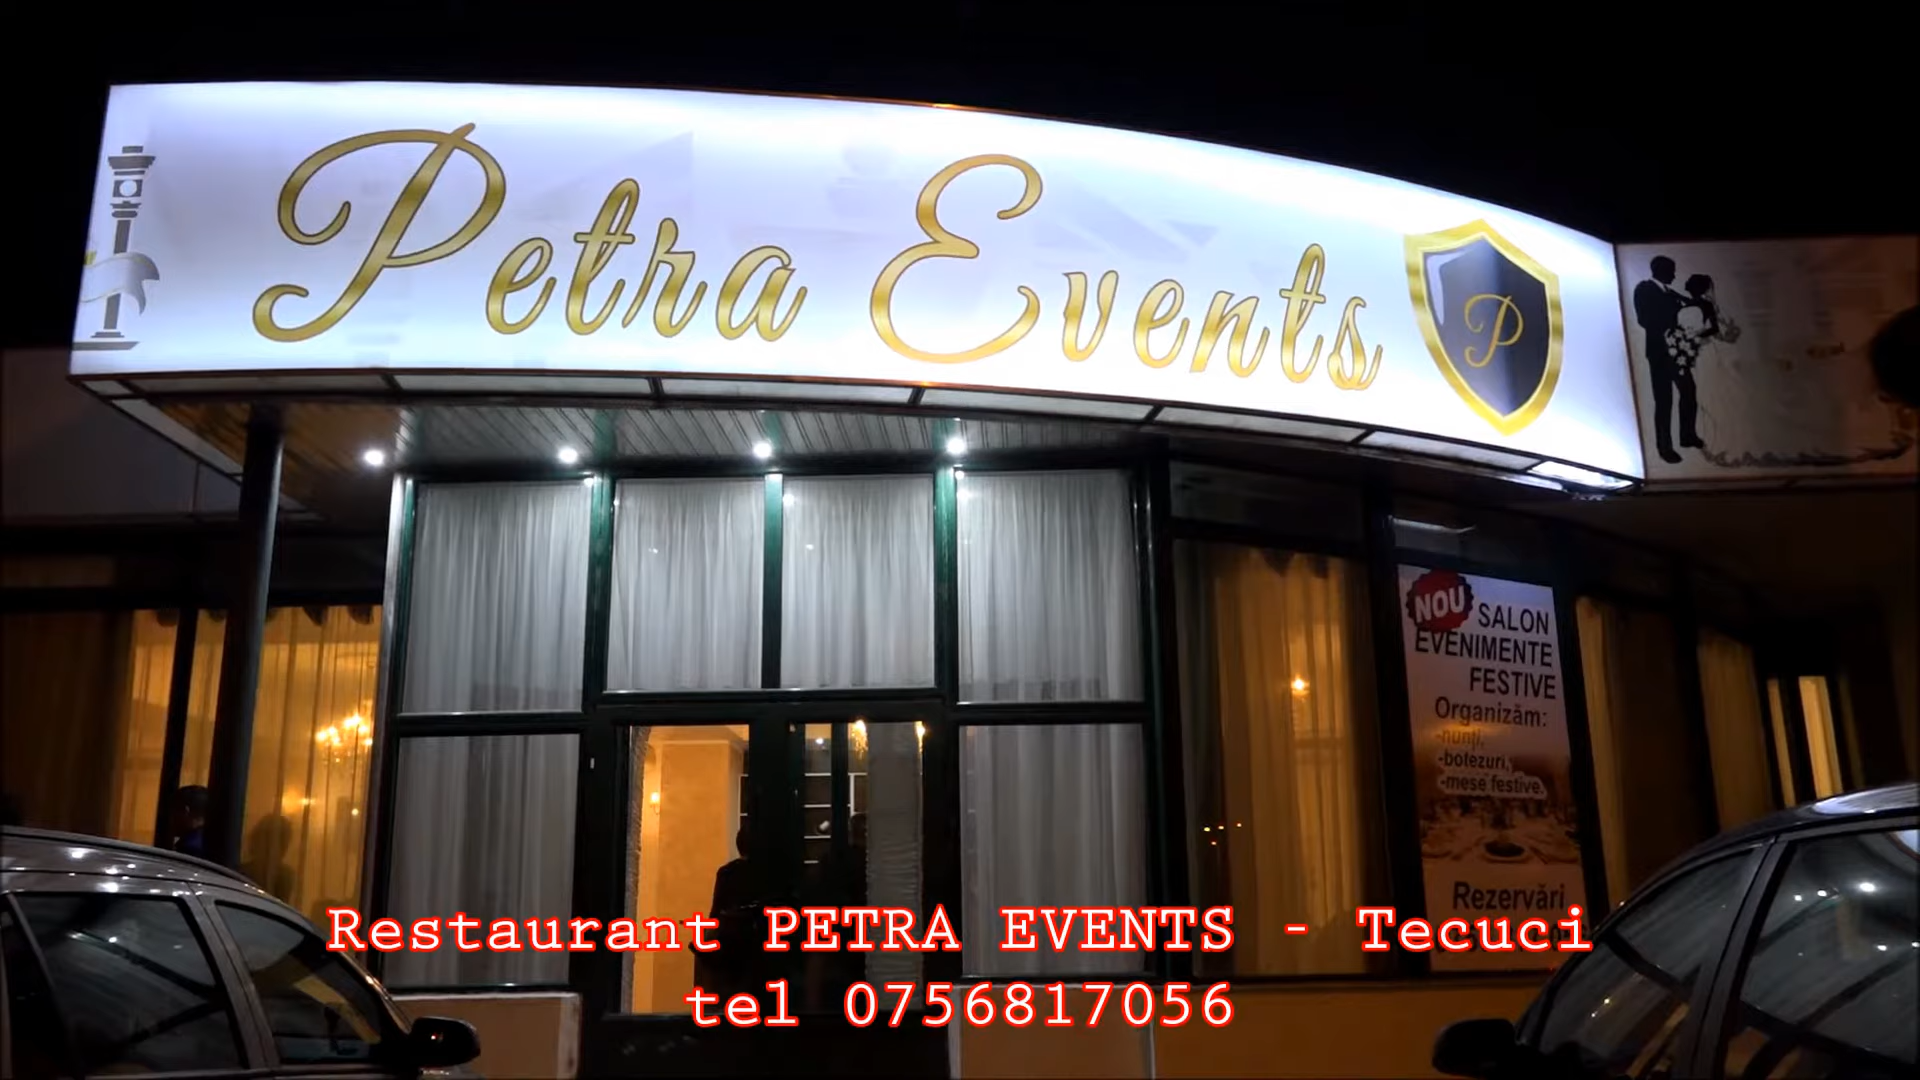 Petra Events
P
NOU
SALON
EVENIMENTE
FESTIVE
Organizăm:
-nunți,
-botezuri,
-mese festive.
Rezervări
Restaurant PETRA EVENTS - Tecuci
tel 0756817056